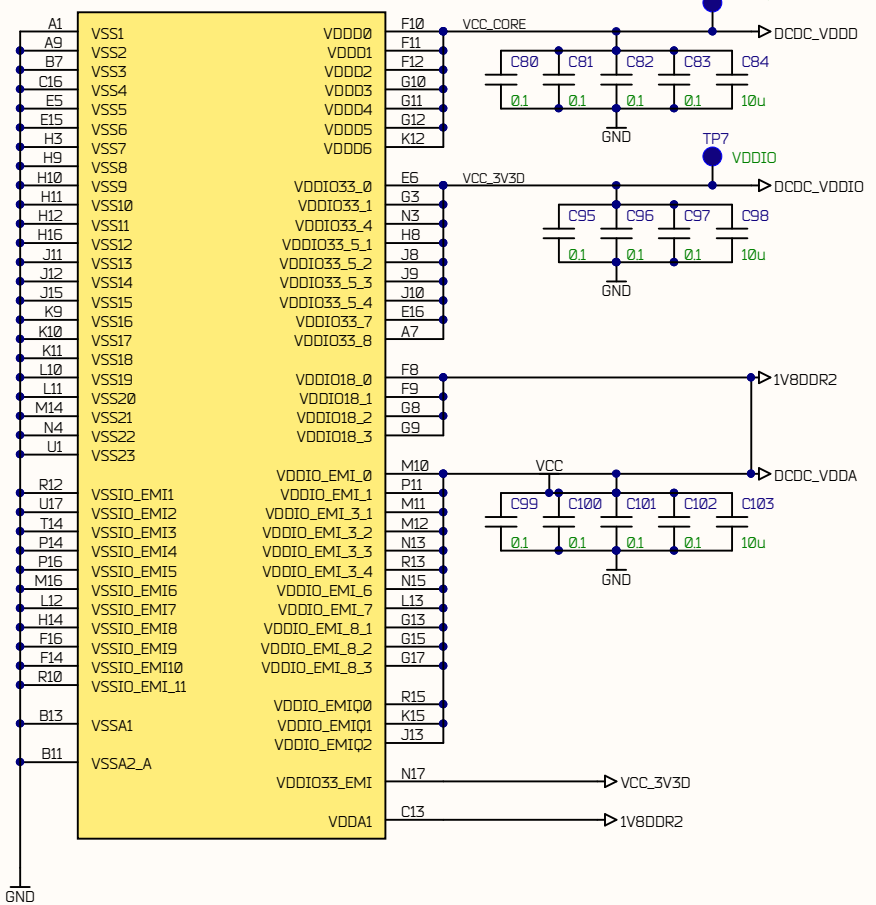 A1 VSS1 VDDD0 F10 VCC_CORE DCDC_VDDD
A9 VSS2 VDDD1 F11
B7 VSS3 VDDD2 F12 C80 C81 C82 C83 C84
C16 VSS4 VDDD3 G10
E5 VSS5 VDDD4 G11 0.1 0.1 0.1 0.1 10u
E15 VSS6 VDDD5 G12
H3 VSS7 VDDD6 K12 GND
H9 VSS8 TP7 VDDIO
H10 VSS9 VDDIO33_0 E6 VCC_3V3D DCDC_VDDIO
H11 VSS10 VDDIO33_1 G3
H12 VSS11 VDDIO33_4 N3 C95 C96 C97 C98
H16 VSS12 VDDIO33_5_1 H8
J11 VSS13 VDDIO33_5_2 J8 0.1 0.1 0.1 10u
J12 VSS14 VDDIO33_5_3 J9
J15 VSS15 VDDIO33_5_4 J10 GND
K9 VSS16 VDDIO33_7 E16
K10 VSS17 VDDIO33_8 A7
K11 VSS18
L10 VSS19 VDDIO18_0 F8 1V8DDR2
L11 VSS20 VDDIO18_1 F9
M14 VSS21 VDDIO18_2 G8
N4 VSS22 VDDIO18_3 G9
U1 VSS23
VDDIO_EMI_0 M10 VCC DCDC_VDDA
R12 VSSIO_EMI1 VDDIO_EMI_1 P11
U17 VSSIO_EMI2 VDDIO_EMI_3_1 M11 C99 C100 C101 C102 C103
T14 VSSIO_EMI3 VDDIO_EMI_3_2 M12
P14 VSSIO_EMI4 VDDIO_EMI_3_3 N13 0.1 0.1 0.1 0.1 10u
P16 VSSIO_EMI5 VDDIO_EMI_3_4 R13
M16 VSSIO_EMI6 VDDIO_EMI_6 N15 GND
L12 VSSIO_EMI7 VDDIO_EMI_7 L13
H14 VSSIO_EMI8 VDDIO_EMI_8_1 G13
F16 VSSIO_EMI9 VDDIO_EMI_8_2 G15
F14 VSSIO_EMI10 VDDIO_EMI_8_3 G17
R10 VSSIO_EMI_11
VDDIO_EMIQ0 R15
B13 VSSA1 VDDIO_EMIQ1 K15
VDDIO_EMIQ2 J13
B11 VSSA2_A
VDDIO33_EMI N17 VCC_3V3D
VDDA1 C13 1V8DDR2
GND